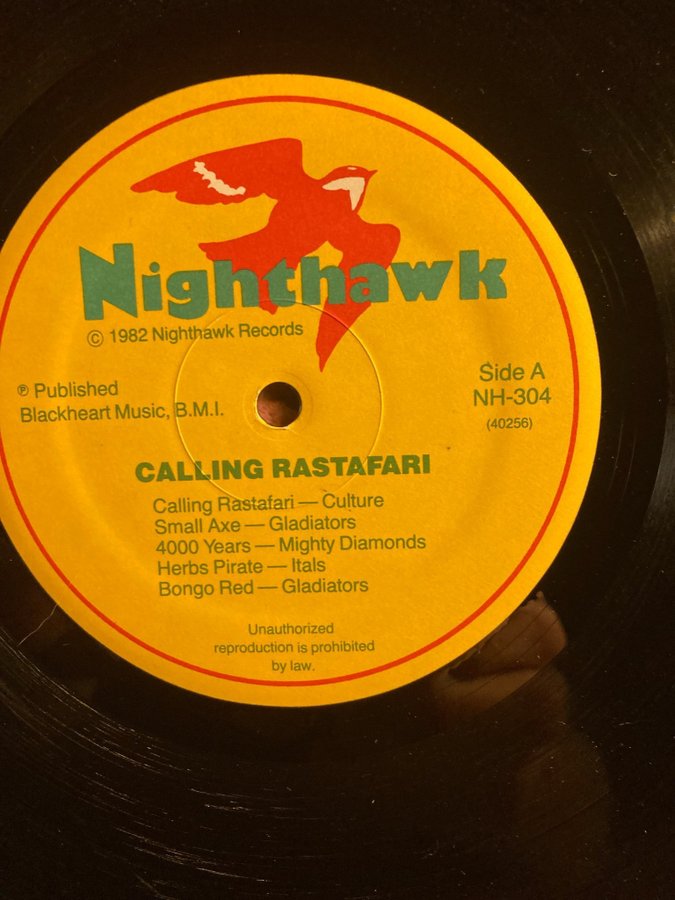 Nighthawk
© 1982 Nighthawk Records
℗ Published
Blackheart Music, B.M.I.
Side A
NH-304
(40256)
CALLING RASTAFARI
Calling Rastafari — Culture
Small Axe — Gladiators
4000 Years — Mighty Diamonds
Herbs Pirate — Itals
Bongo Red — Gladiators
Unauthorized
reproduction is prohibited
by law.